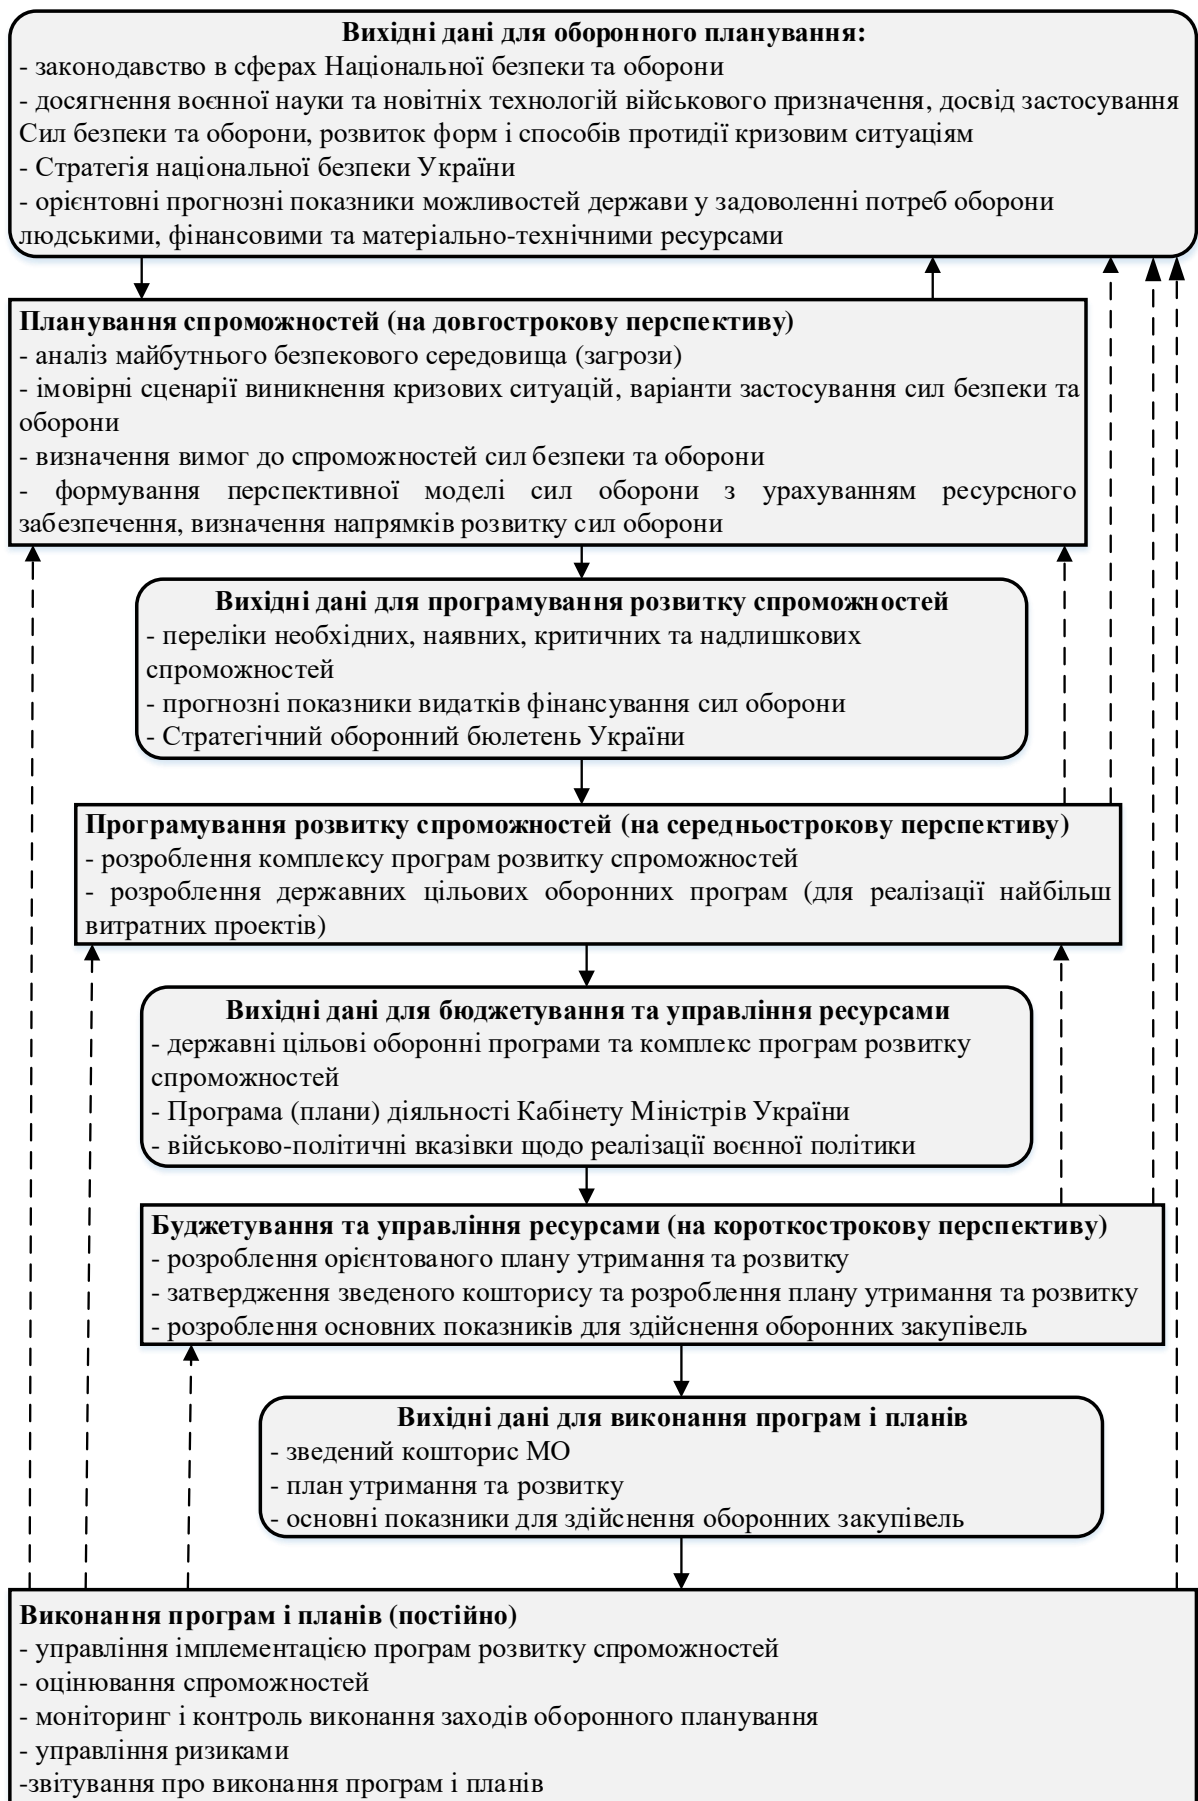 Вихідні дані для оборонного планування:
- законодавство в сферах Національної безпеки та оборони
- досягнення воєнної науки та новітніх технологій військового призначення, досвід застосування
Сил безпеки та оборони, розвиток форм і способів протидії кризовим ситуаціям
- Стратегія національної безпеки України
- орієнтовні прогнозні показники можливостей держави у задоволенні потреб оборони
людськими, фінансовими та матеріально-технічними ресурсами
Планування спроможностей (на довгострокову перспективу)
- аналіз майбутнього безпекового середовища (загрози)
- імовірні сценарії виникнення кризових ситуацій, варіанти застосування сил безпеки та
оборони
- визначення вимог до спроможностей сил безпеки та оборони
- формування перспективної моделі сил оборони з урахуванням ресурсного
забезпечення, визначення напрямків розвитку сил оборони
Вихідні дані для програмування розвитку спроможностей
- переліки необхідних, наявних, критичних та надлишкових
спроможностей
- прогнозні показники видатків фінансування сил оборони
- Стратегічний оборонний бюлетень України
Програмування розвитку спроможностей (на середньострокову перспективу)
- розроблення комплексу програм розвитку спроможностей
- розроблення державних цільових оборонних програм (для реалізації найбільш
витратних проектів)
Вихідні дані для бюджетування та управління ресурсами
- державні цільові оборонні програми та комплекс програм розвитку
спроможностей
- Програма (плани) діяльності Кабінету Міністрів України
- військово-політичні вказівки щодо реалізації воєнної політики
Буджетування та управління ресурсами (на короткострокову перспективу)
- розроблення орієнтованого плану утримання та розвитку
- затвердження зведеного кошторису та розроблення плану утримання та розвитку
- розроблення основних показників для здійснення оборонних закупівель
Вихідні дані для виконання програм і планів
- зведений кошторис МО
- план утримання та розвитку
- основні показники для здійснення оборонних закупівель
Виконання програм і планів (постійно)
- управління імплементацією програм розвитку спроможностей
- оцінювання спроможностей
- моніторинг і контроль виконання заходів оборонного планування
- управління ризиками
-звітування про виконання програм і планів